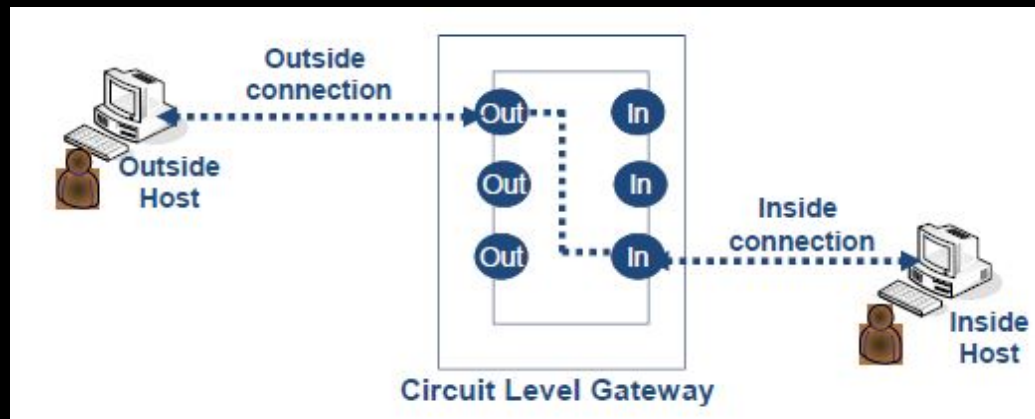 Outside
connection
Out
In
Outside
Host
Out
In
Inside
connection
Out
In
Inside
Host
Circuit Level Gateway